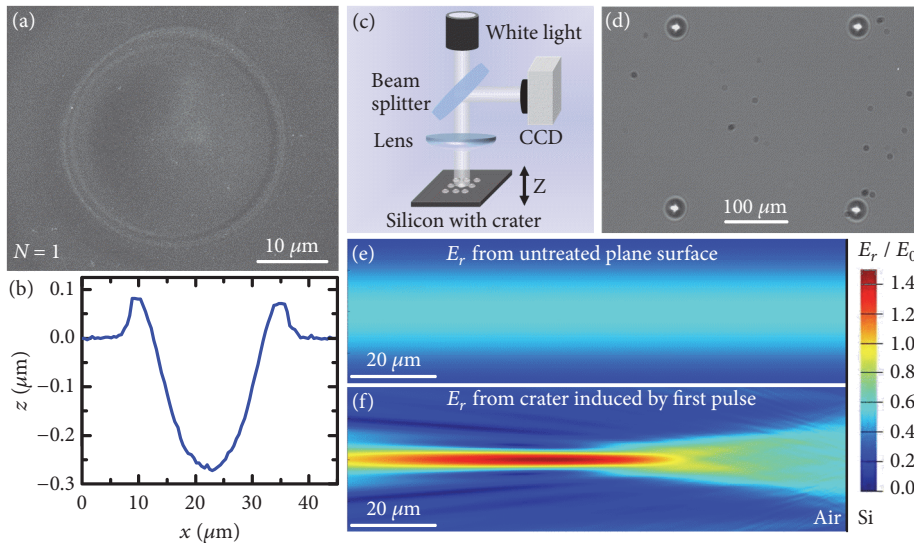 (a)
N = 1
10 μm
(b)
0.1
0.0
−0.1
−0.2
−0.3
z (μm)
0
10
20
30
40
x (μm)
(c)
White light
Beam
splitter
Lens
CCD
Z
Silicon with crater
(d)
100 μm
(e)
E_r from untreated plane surface
20 μm
(f)
E_r from crater induced by first pulse
20 μm
Air
Si
E_r / E_0
1.4
1.2
1.0
0.8
0.6
0.4
0.2
0.0